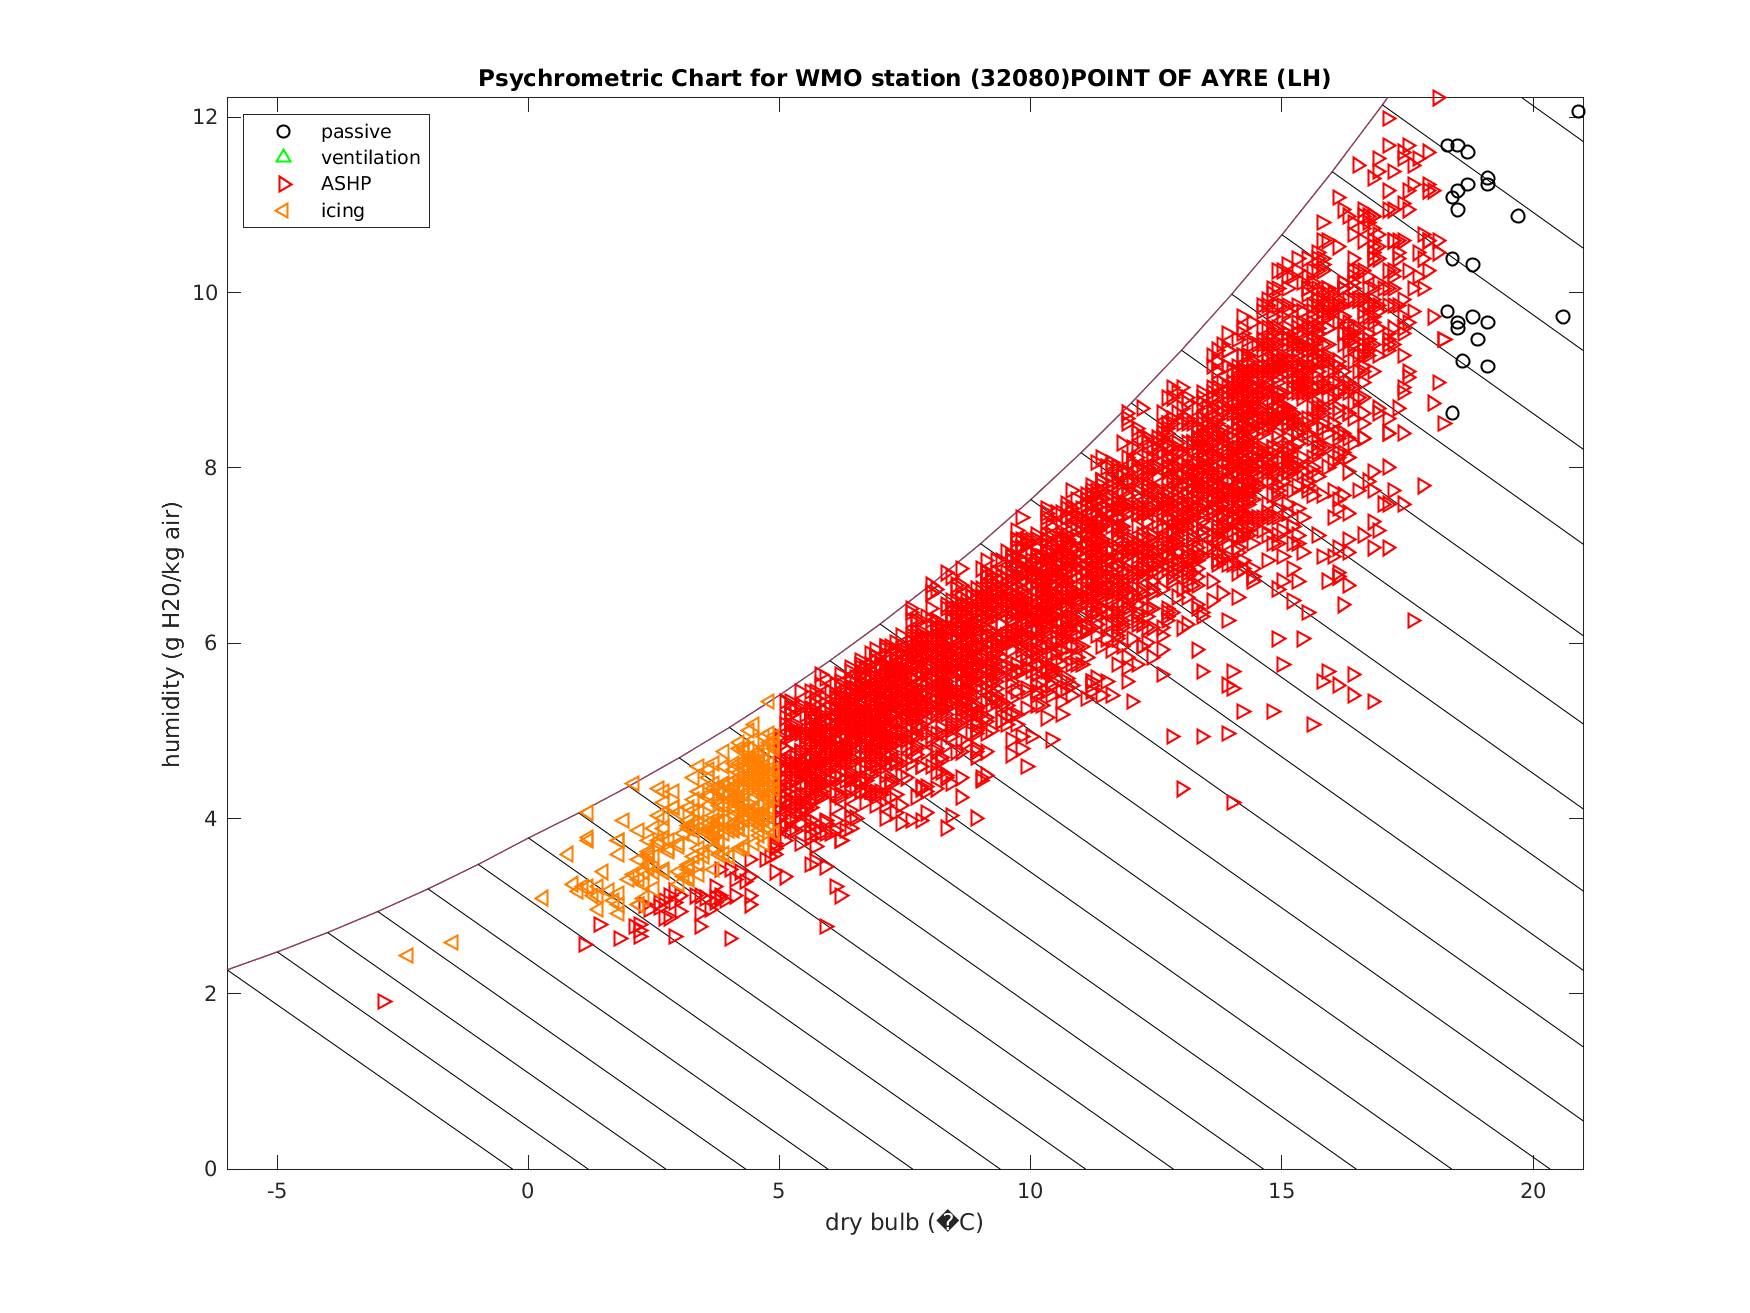 Psychrometric Chart for WMO station (32080)POINT OF AYRE (LH)
passive
ventilation
ASHP
icing
12
10
8
6
4
2
0
humidity (g H20/kg air)
-5 0 5 10 15 20
dry bulb (�C)